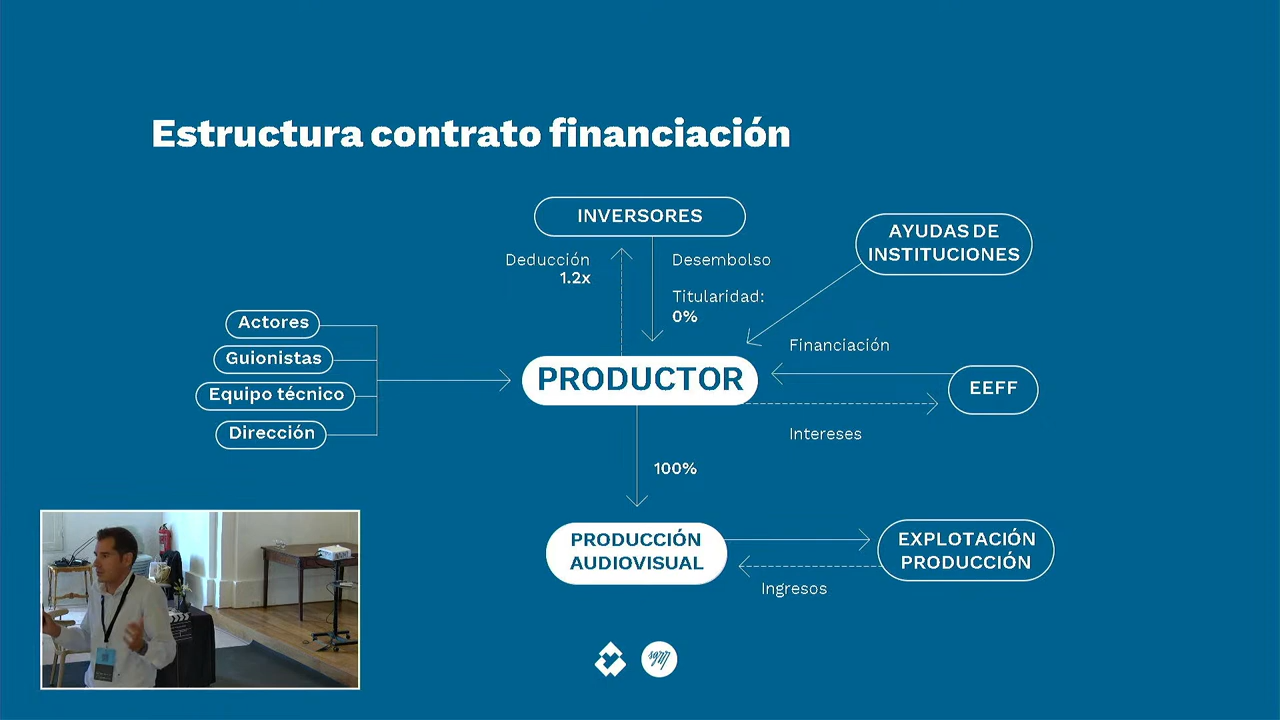 Estructura contrato financiación
INVERSORES
AYUDAS DE
INSTITUCIONES
Deducción
1.2x
Desembolso
Titularidad:
0%
Actores
Guionistas
Equipo técnico
Dirección
PRODUCTOR
Financiación
EEFF
Intereses
100%
PRODUCCIÓN
AUDIOVISUAL
EXPLOTACIÓN
PRODUCCIÓN
Ingresos